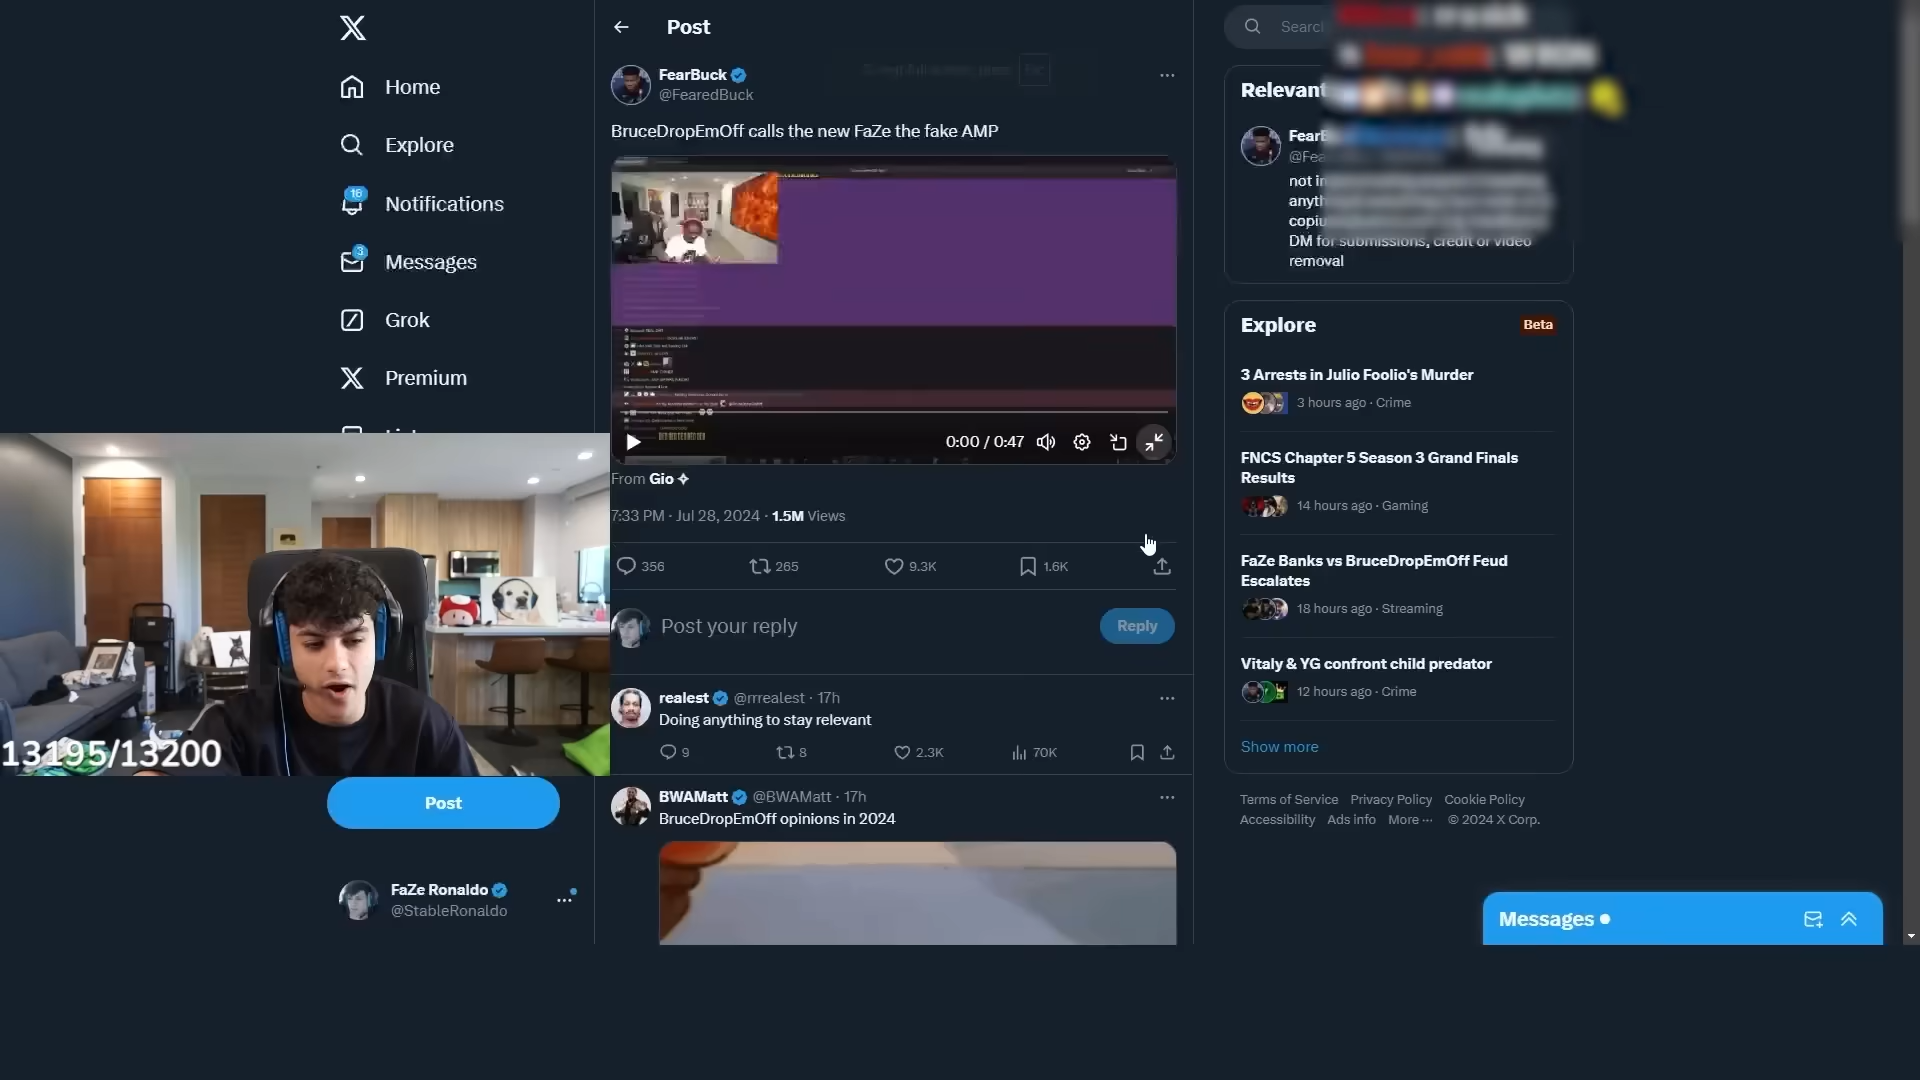 Home
Explore
16
Notifications
3
Messages
Grok
Premium
13195/13200
Post
FaZe Ronaldo
@StableRonaldo
Post
FearBuck
@FearedBuck
BruceDropEmOff calls the new FaZe the fake AMP
0:00 / 0:47
From Gio
7:33 PM · Jul 28, 2024 · 1.5M Views
356 265 9.3K 1.6K
Post your reply
Reply
realest @rrrealest · 17h
Doing anything to stay relevant
9 8 2.3K 70K
BWAMatt @BWAMatt · 17h
BruceDropEmOff opinions in 2024
Search
Relevant
FearB
@Fea
not in
anyth
copiu
DM for submissions, credit or video
removal
Explore
Beta
3 Arrests in Julio Foolio's Murder
3 hours ago · Crime
FNCS Chapter 5 Season 3 Grand Finals
Results
14 hours ago · Gaming
FaZe Banks vs BruceDropEmOff Feud
Escalates
18 hours ago · Streaming
Vitaly & YG confront child predator
12 hours ago · Crime
Show more
Terms of Service Privacy Policy Cookie Policy
Accessibility Ads info More ··· © 2024 X Corp.
Messages